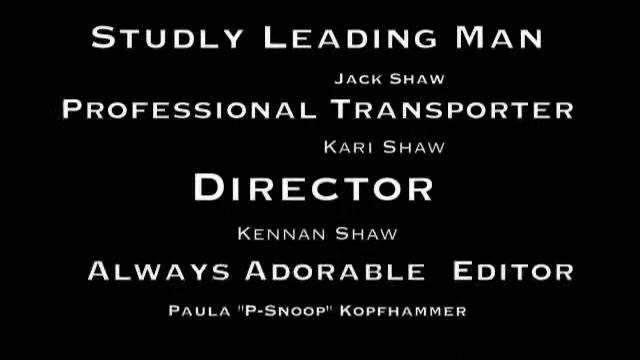 Studly Leading Man
Jack Shaw
Professional Transporter
Kari Shaw
Director
Kennan Shaw
Always Adorable Editor
Paula "P-Snoop" Kopfhammer